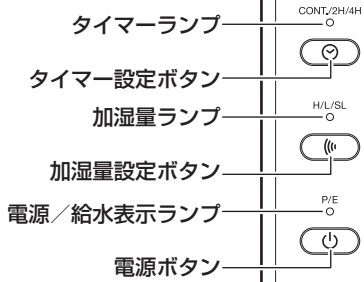 CONT./2H/4H
タイマーランプ
タイマー設定ボタン
H/L/SL
加湿量ランプ
加湿量設定ボタン
P/E
電源／給水表示ランプ
電源ボタン